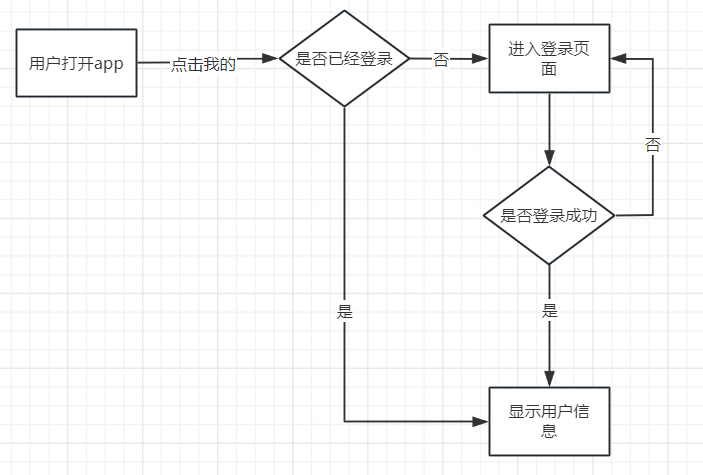 用户打开app
点击我的
是否已经登录
否
进入登录页
面
否
是否登录成功
是
是
显示用户信
息